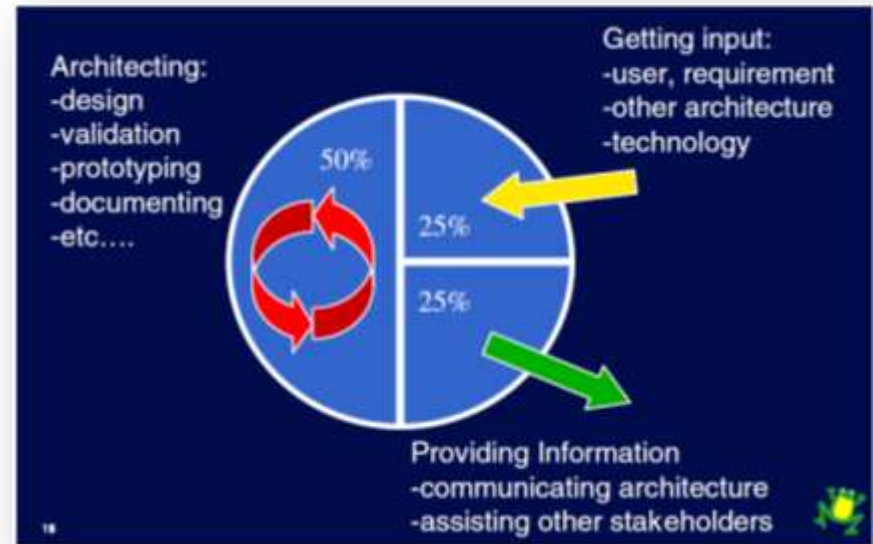 Architecting:
-design
-validation
-prototyping
-documenting
-etc....
50%
Getting input:
-user, requirement
-other architecture
-technology
25%
25%
Providing Information
-communicating architecture
-assisting other stakeholders